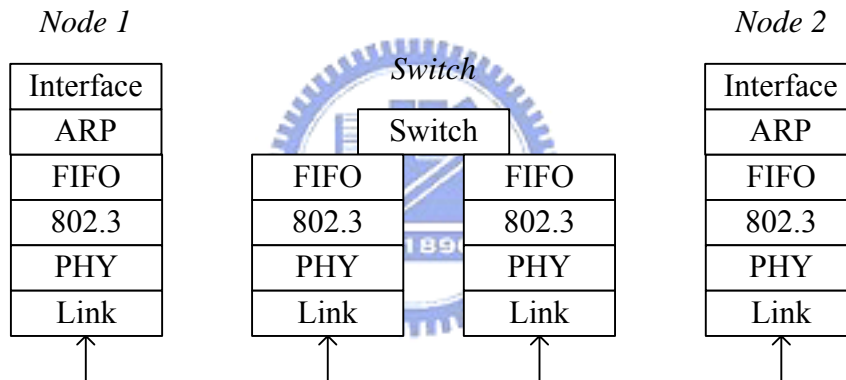 Node 1
Interface
ARP
FIFO
802.3
PHY
Link
Switch
Switch
FIFO
802.3
PHY
Link
FIFO
802.3
PHY
Link
1896
Node 2
Interface
ARP
FIFO
802.3
PHY
Link